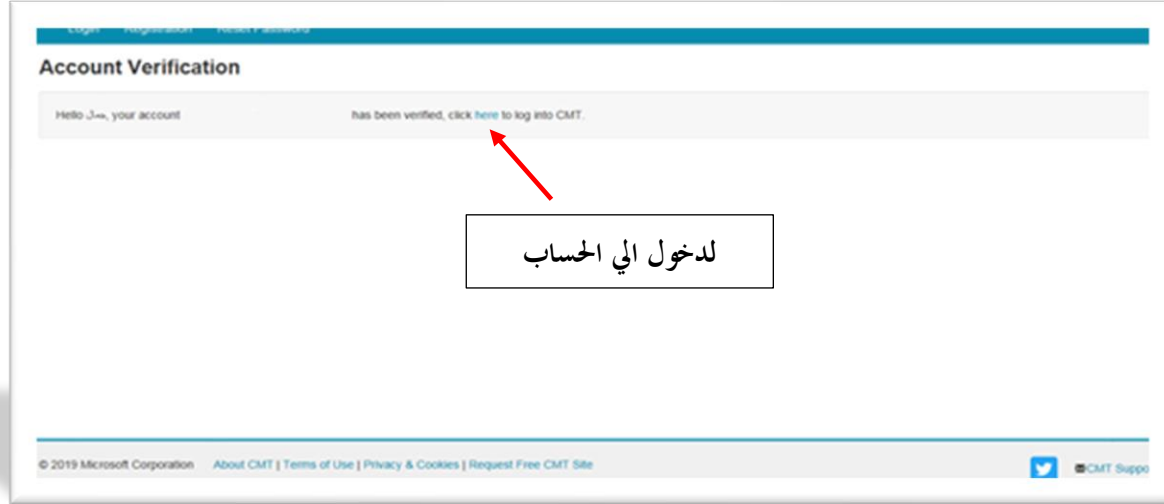 Login Registration Reset Password
Account Verification
Hello جمال, your account has been verified, click here to log into CMT.
لدخول الي الحساب
© 2019 Microsoft Corporation About CMT | Terms of Use | Privacy & Cookies | Request Free CMT Site
CMT Suppo